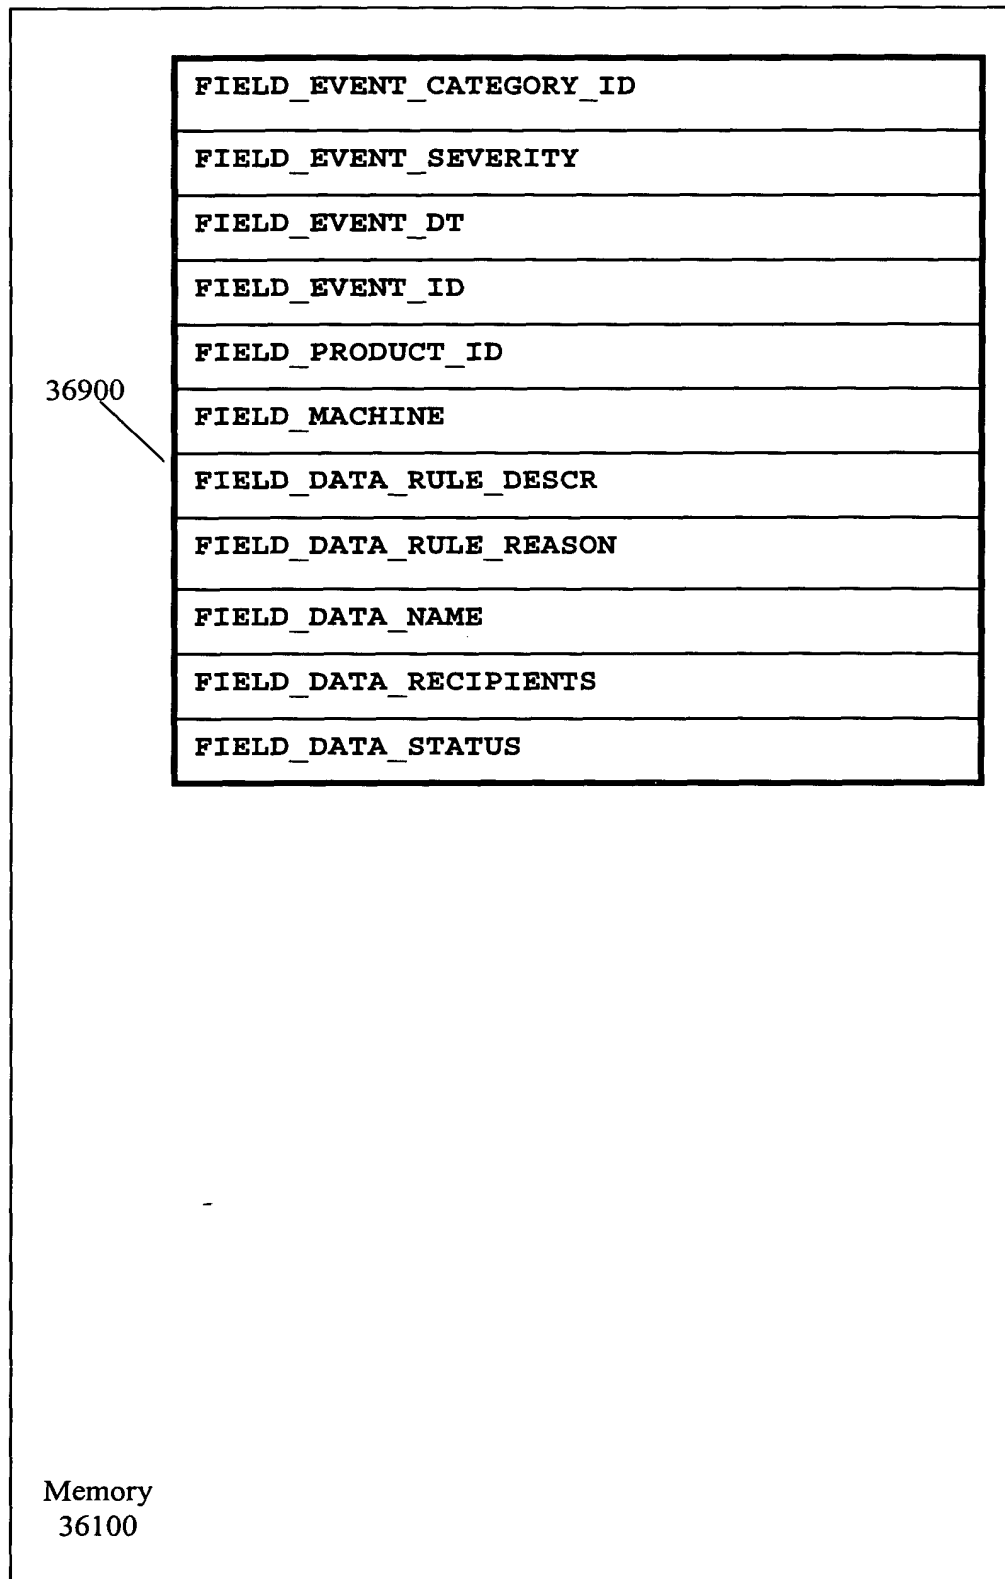 FIELD_EVENT_CATEGORY_ID
FIELD_EVENT_SEVERITY
FIELD_EVENT_DT
FIELD_EVENT_ID
FIELD_PRODUCT_ID
36900
FIELD_MACHINE
FIELD_DATA_RULE_DESCR
FIELD_DATA_RULE_REASON
FIELD_DATA_NAME
FIELD_DATA_RECIPIENTS
FIELD_DATA_STATUS
Memory
36100